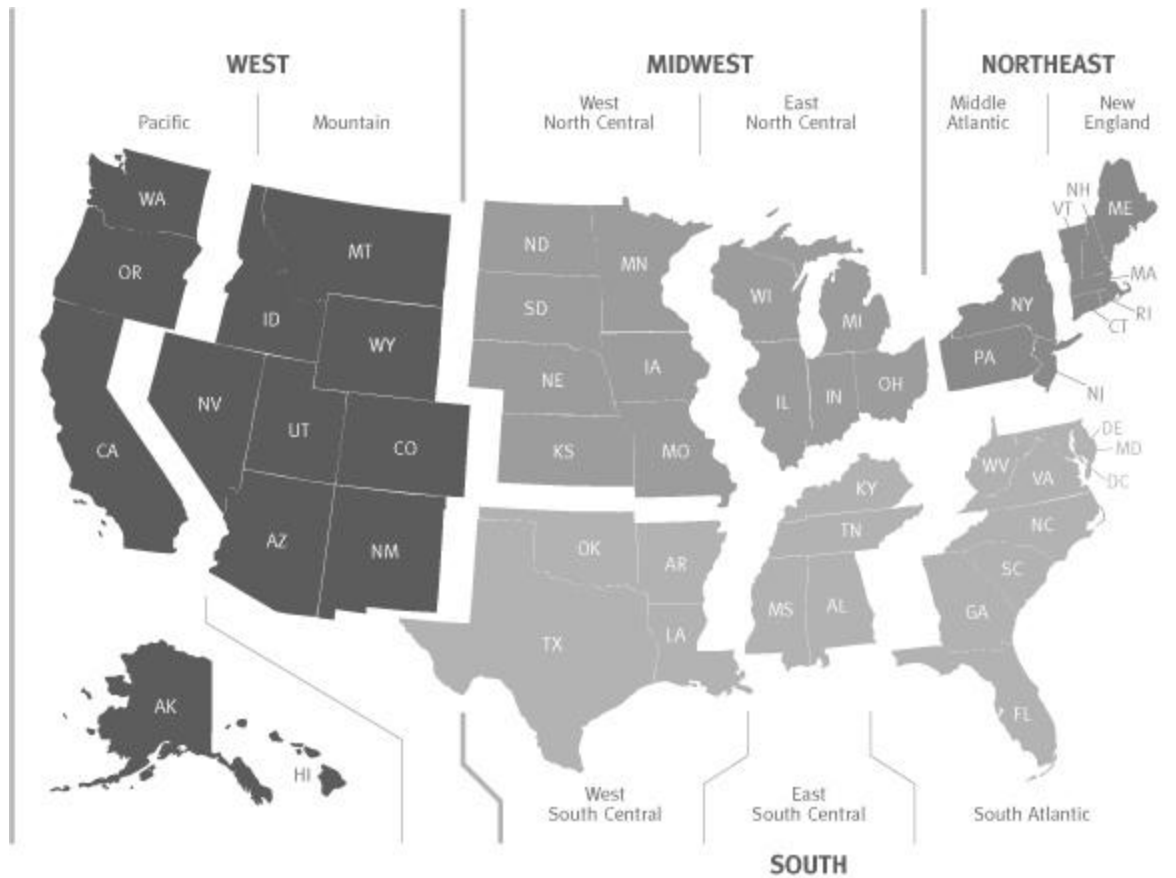 WEST
MIDWEST
NORTHEAST
Pacific
Mountain
West
North Central
East
North Central
Middle
Atlantic
New
England
WA
OR
CA
NV
ID
MT
WY
UT
CO
AZ
NM
AK
HI
ND
SD
NE
KS
MN
IA
MO
WI
MI
IL
IN
OH
NY
PA
NJ
NH
VT
ME
MA
RI
CT
OK
TX
AR
LA
KY
TN
MS
AL
WV
VA
DE
MD
DC
NC
SC
GA
FL
West
South Central
East
South Central
South Atlantic
SOUTH